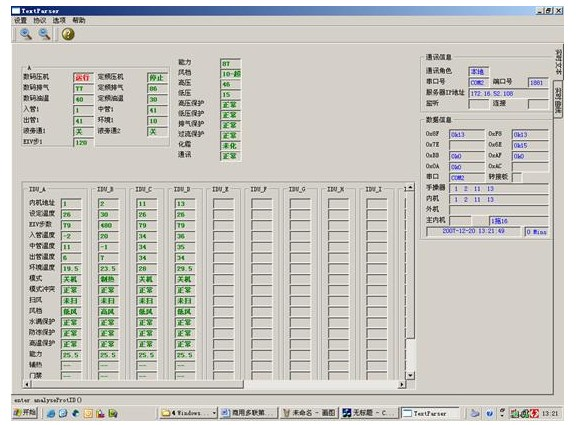 TextParser
设置 协议 选项 帮助
A
数码压机 运行 定频压机 停止
数码排气 77 定频排气 86
数码油温 40 定频油温 30
入管1 1 中管1 41
出管1 41 环境1 10
液旁通1 关 液旁通2 关
EXV步1 120
能力 87
风档 10-超
高压 46
低压 15
高压保护 正常
低压保护 正常
排气保护 正常
过流保护 正常
化霜 未化
通讯 正常
通讯信息
通讯角色 本地
串口号 COM2 端口号 1881
服务器IP地址 172.16.52.108
监听 连接
数据信息
0x6F 0k13 0xF8 0k13
0x7E 0x6E 0k15
0xBB 0k0 0xAF 0k0
0x0A 0k0 0xAC
串口 COM2 转接板
手操器 1 2 11 13
内机 1 2 11 13
外机
主内机 1拖16
2007-12-20 13:21:49 0 Mins
IDU_A IDU_B IDU_C IDU_D IDU_E IDU_F IDU_G IDU_H IDU_I
内机地址 1 2 11 13
设定温度 26 30 26 26
EXV步数 79 480 79 79
入管温度 -2 20 34 36
中管温度 11 -1 34 35
出管温度 6 7 34 34
环境温度 19.5 23.5 28 29.5
模式 关机 制热 关机 关机
模式冲突 正常 正常 正常 正常
扫风 未扫 未扫 未扫 未扫
风档 低风 高风 低风 低风
水满保护 正常 正常 正常 正常
防冻保护 正常 正常 正常 正常
高温保护 正常 正常 正常 正常
能力 25.5 25.5 25.5 25.5
辅热 --- --- --- ---
门禁 --- --- --- ---
enter analyseProtID()
开始 4 Windows... 商用多联第... 未命名 - 画图 无标题 - C... TextParser 13:21